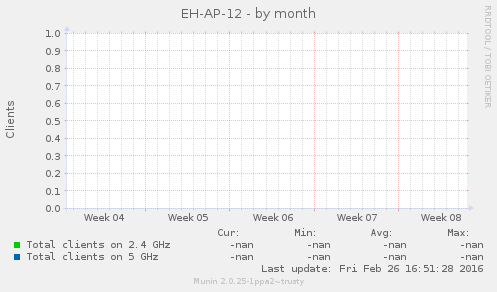 EH-AP-12 - by month
RRDTOOL / TOBI OETIKER
Clients
1.0
0.9
0.8
0.7
0.6
0.5
0.4
0.3
0.2
0.1
0.0
Week 04 Week 05 Week 06 Week 07 Week 08
Cur: Min: Avg: Max:
Total clients on 2.4 GHz -nan -nan -nan -nan
Total clients on 5 GHz -nan -nan -nan -nan
Last update: Fri Feb 26 16:51:28 2016
Munin 2.0.25-1ppa2~trusty